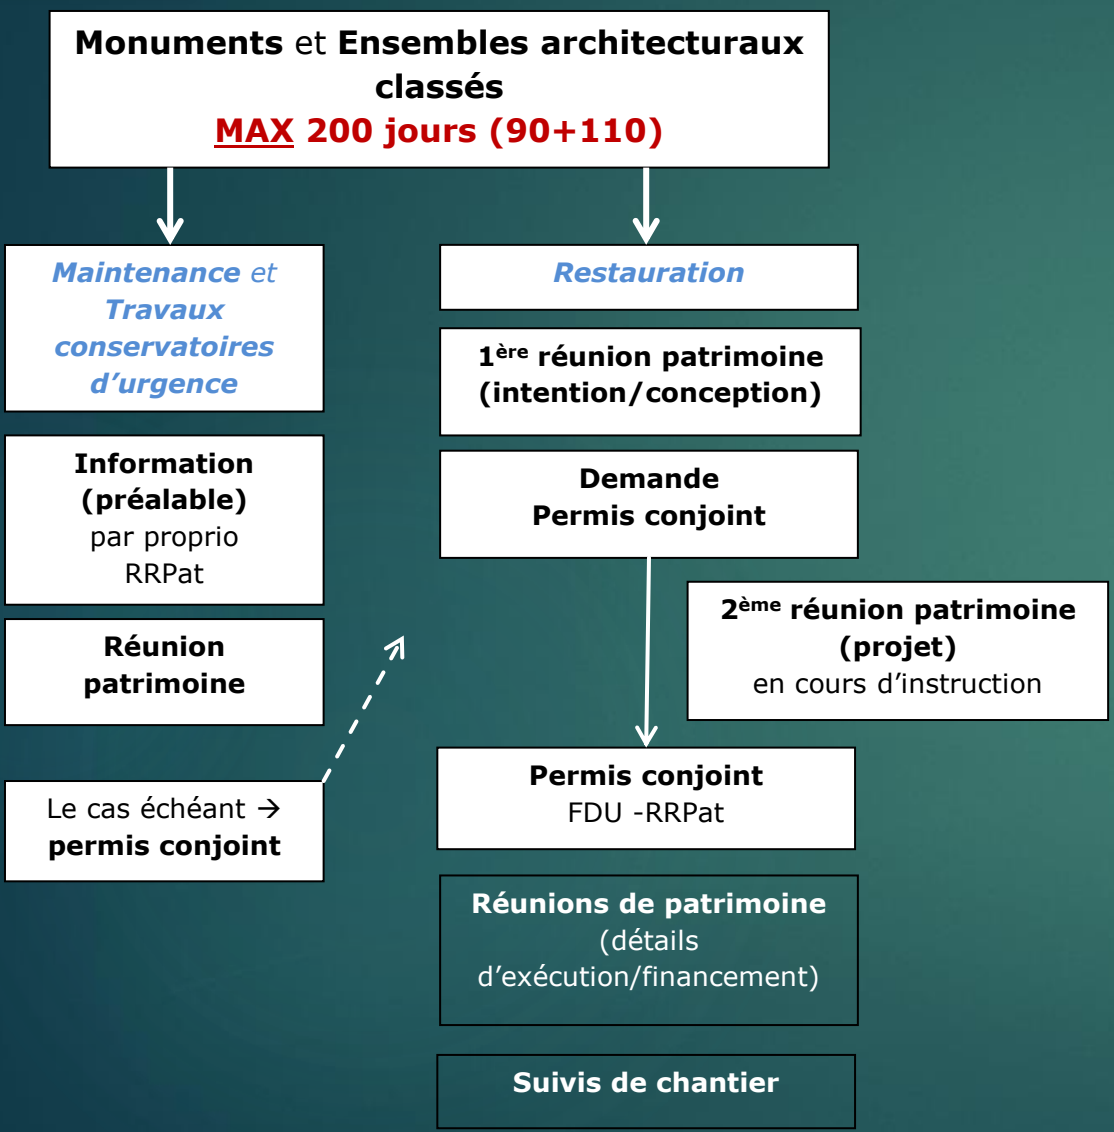 Monuments et Ensembles architecturaux
classés
MAX 200 jours (90+110)
Maintenance et
Travaux
conservatoires
d’urgence
Information
(préalable)
par proprio
RRPat
Réunion
patrimoine
Le cas échéant →
permis conjoint
Restauration
1ère réunion patrimoine
(intention/conception)
Demande
Permis conjoint
2ème réunion patrimoine
(projet)
en cours d’instruction
Permis conjoint
FDU -RRPat
Réunions de patrimoine
(détails
d’exécution/financement)
Suivis de chantier